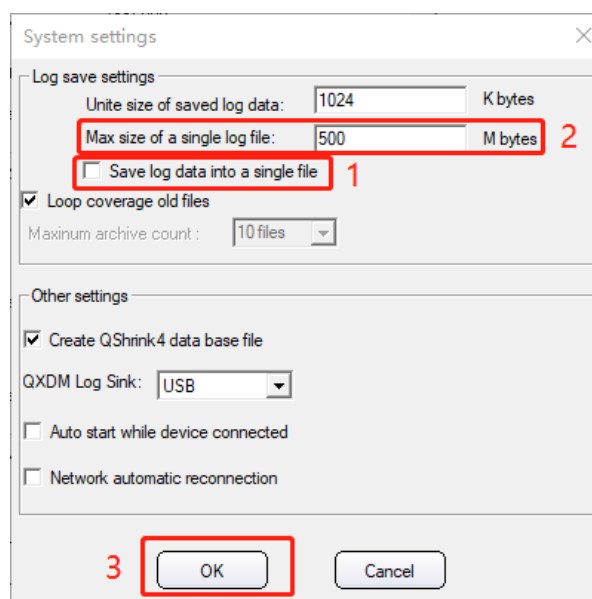 System settings
Log save settings
Unite size of saved log data: 1024 K bytes
Max size of a single log file: 500 M bytes 2
Save log data into a single file 1
Loop coverage old files
Maxinum archive count : 10 files
Other settings
Create QShrink4 data base file
QXDM Log Sink: USB
Auto start while device connected
Network automatic reconnection
3 OK Cancel